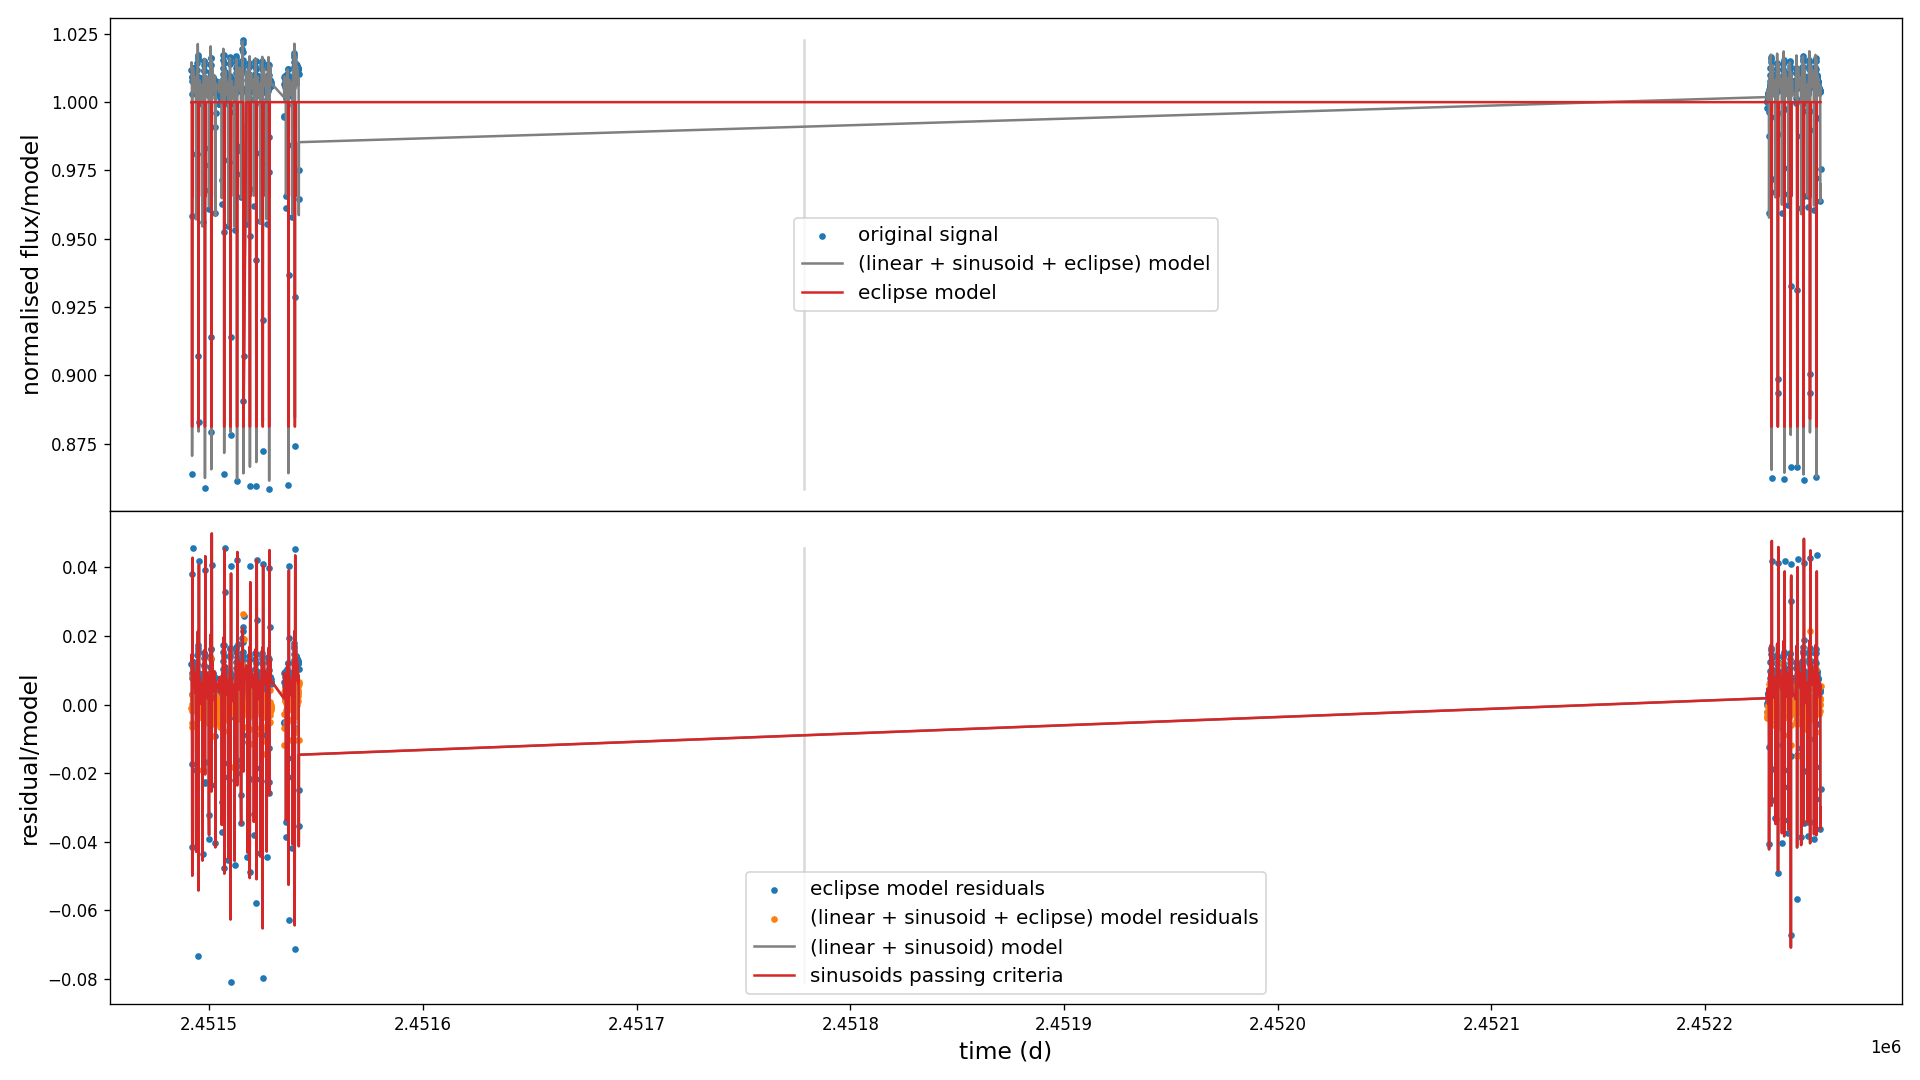 1.025
1.000
0.975
0.950
0.925
0.900
0.875
normalised flux/model
original signal
(linear + sinusoid + eclipse) model
eclipse model
0.04
0.02
0.00
−0.02
−0.04
−0.06
−0.08
residual/model
eclipse model residuals
(linear + sinusoid + eclipse) model residuals
(linear + sinusoid) model
sinusoids passing criteria
2.4515 2.4516 2.4517 2.4518 2.4519 2.4520 2.4521 2.4522
1e6
time (d)